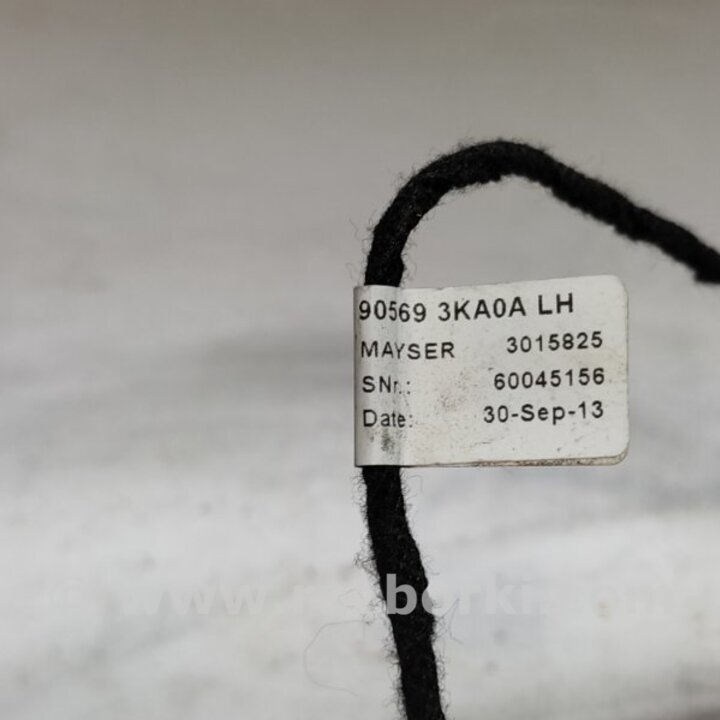 90569 3KA0A LH
MAYSER 3015825
SNr.: 60045156
Date: 30-Sep-13